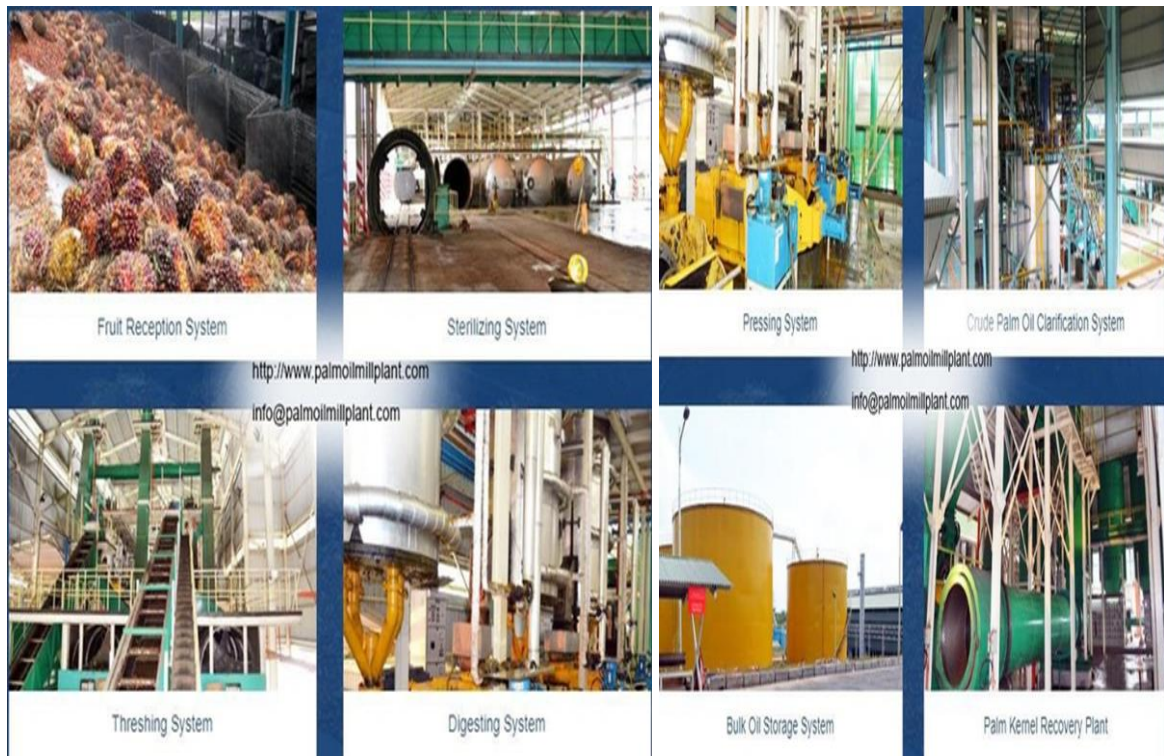 Fruit Reception System
Sterilizing System
Pressing System
Crude Palm Oil Clarification System
http://www.palmoilmillplant.com
info@palmoilmillplant.com
http://www.palmoilmillplant.com
info@palmoilmillplant.com
Threshing System
Digesting System
Bulk Oil Storage System
Palm Kernel Recovery Plant